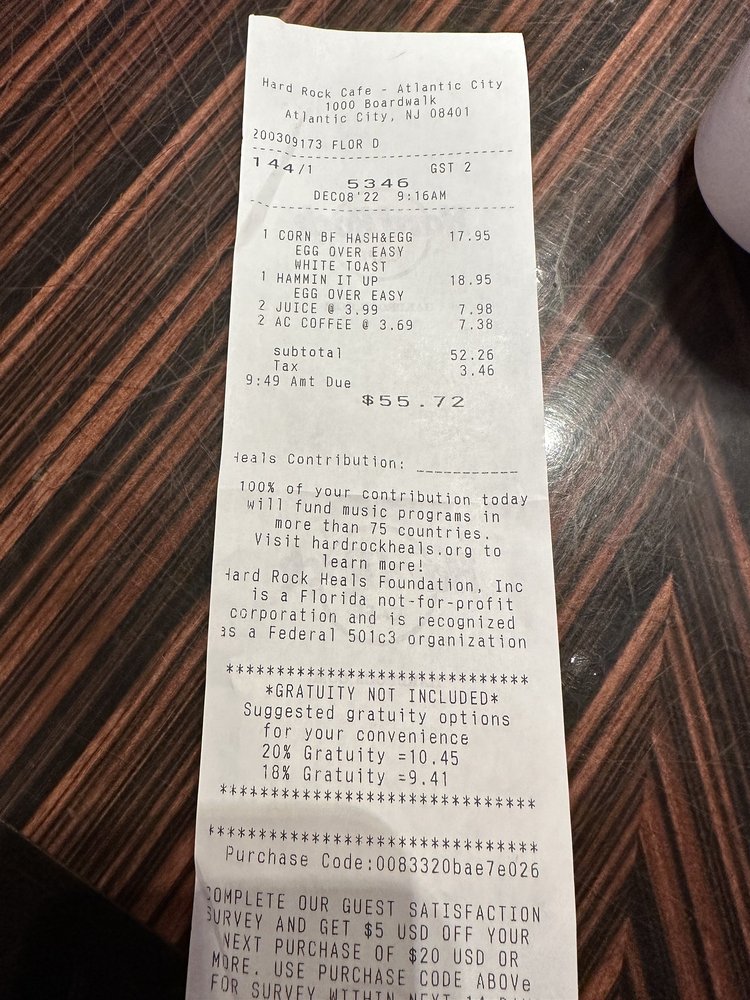 Hard Rock Cafe - Atlantic City
1000 Boardwalk
Atlantic City, NJ 08401
200309173 FLOR D
144/1 GST 2
5346
DEC08'22 9:16AM
1 CORN BF HASH&EGG 17.95
EGG OVER EASY
WHITE TOAST
1 HAMMIN IT UP 18.95
EGG OVER EASY
2 JUICE @ 3.99 7.98
2 AC COFFEE @ 3.69 7.38
subtotal 52.26
Tax 3.46
9:49 Amt Due
$55.72
Heals Contribution: __________
100% of your contribution today
will fund music programs in
more than 75 countries.
Visit hardrockheals.org to
learn more!
Hard Rock Heals Foundation, Inc
is a Florida not-for-profit
corporation and is recognized
as a Federal 501c3 organization
******************************
*GRATUITY NOT INCLUDED*
Suggested gratuity options
for your convenience
20% Gratuity =10.45
18% Gratuity =9.41
******************************
******************************
Purchase Code:0083320bae7e026
COMPLETE OUR GUEST SATISFACTION
SURVEY AND GET $5 USD OFF YOUR
NEXT PURCHASE OF $20 USD OR
MORE. USE PURCHASE CODE ABOVe
FOR SURVEY WITHIN NEXT 14